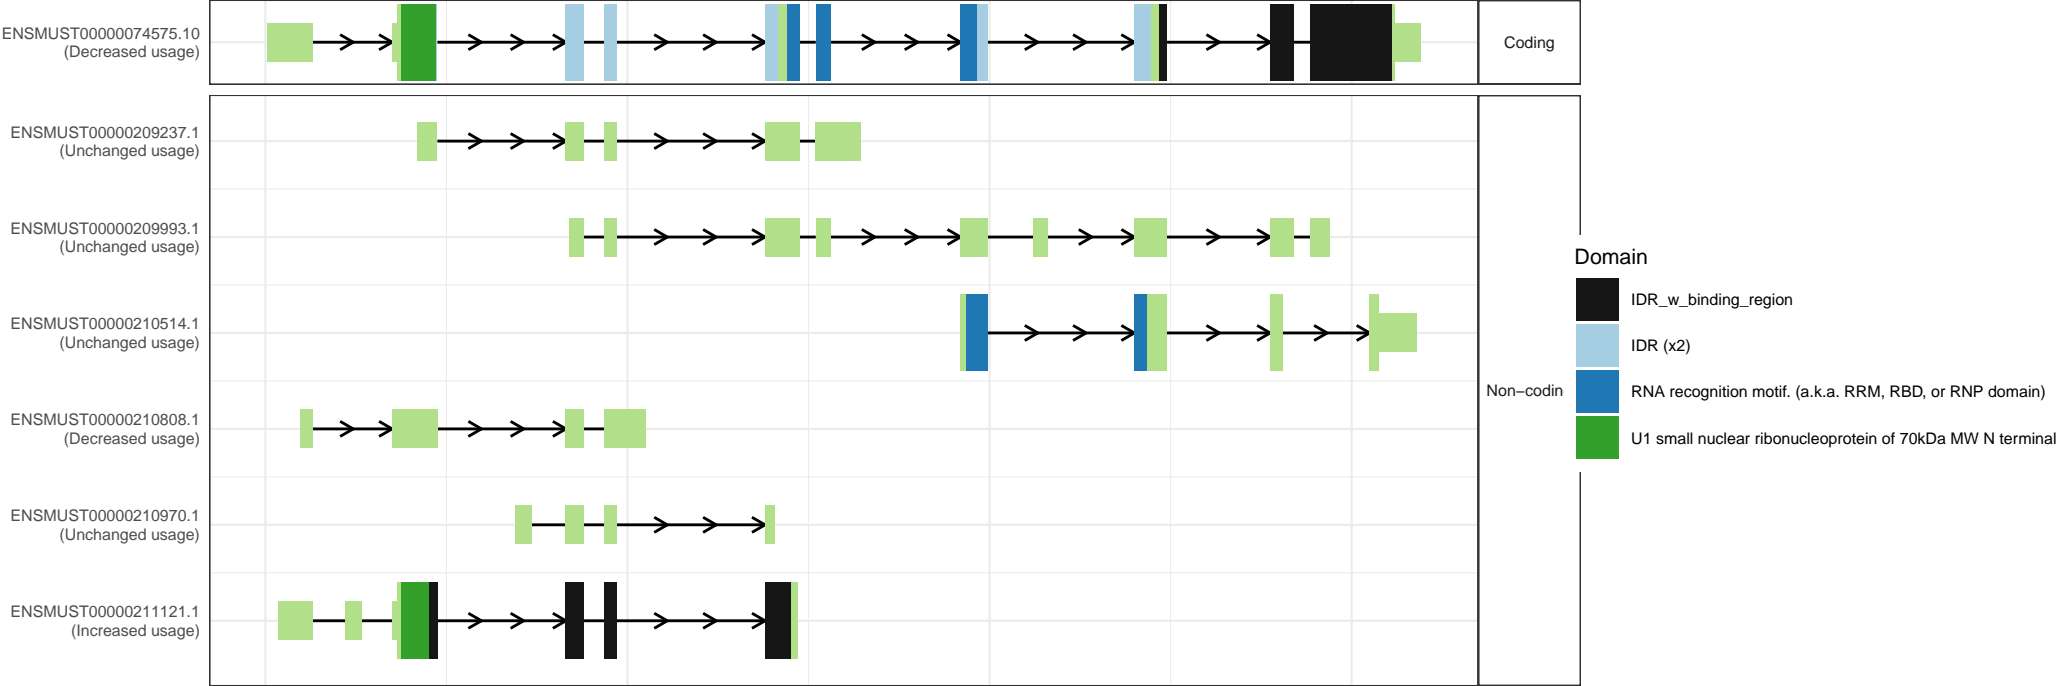 ENSMUST00000074575.10
(Decreased usage)
Coding
ENSMUST00000209237.1
(Unchanged usage)
ENSMUST00000209993.1
(Unchanged usage)
ENSMUST00000210514.1
(Unchanged usage)
ENSMUST00000210808.1
(Decreased usage)
ENSMUST00000210970.1
(Unchanged usage)
ENSMUST00000211121.1
(Increased usage)
Non−codin
Domain
IDR_w_binding_region
IDR (x2)
RNA recognition motif. (a.k.a. RRM, RBD, or RNP domain)
U1 small nuclear ribonucleoprotein of 70kDa MW N terminal